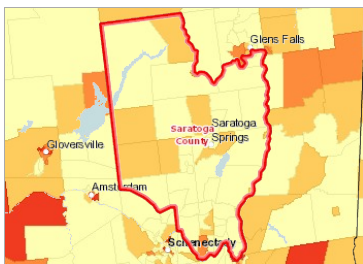 Glens Falls
Saratoga
County
Saratoga
Springs
Gloversville
Amsterdam
Schenectady